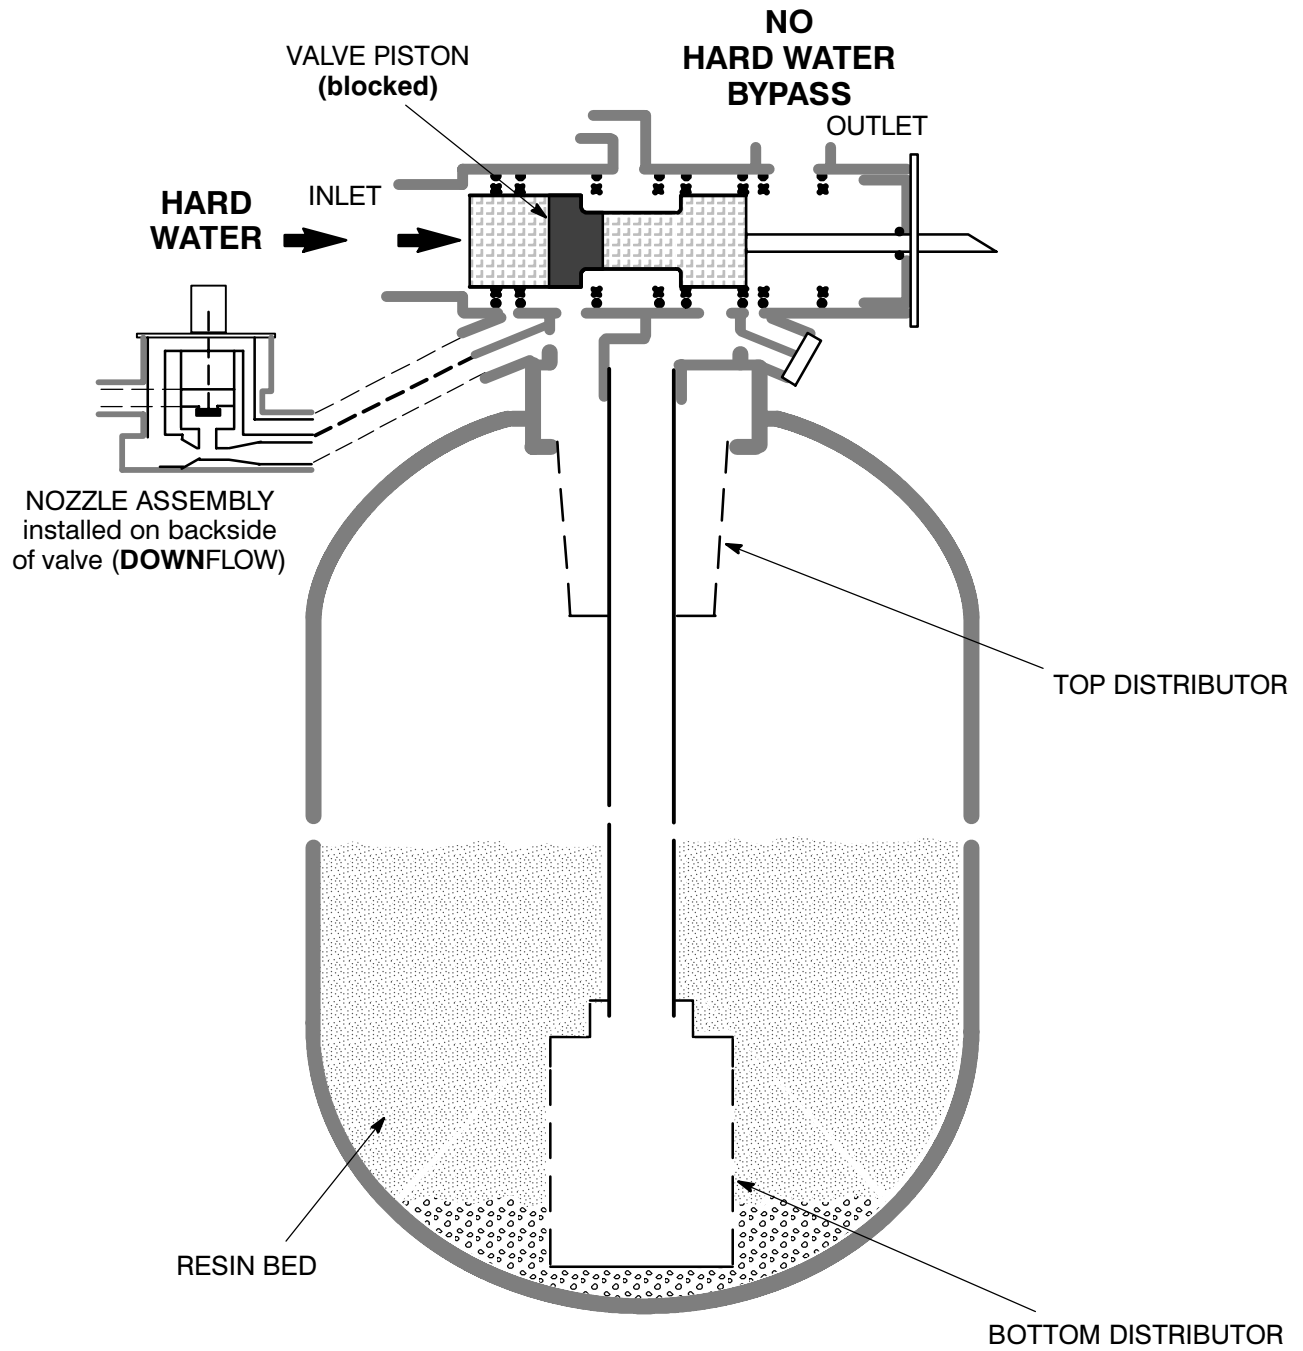 NO
HARD WATER
BYPASS
VALVE PISTON
(blocked)
OUTLET
INLET
HARD
WATER
NOZZLE ASSEMBLY
installed on backside
of valve (DOWNFLOW)
TOP DISTRIBUTOR
RESIN BED
BOTTOM DISTRIBUTOR